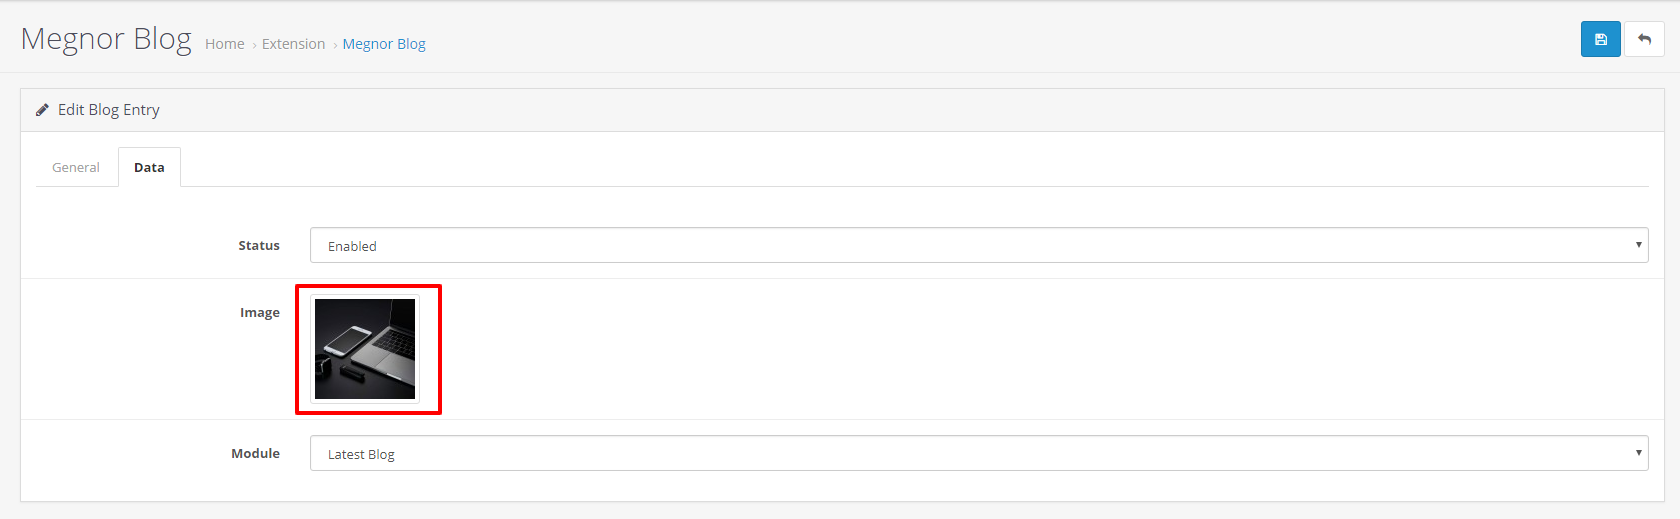 Megnor Blog Home › Extension › Megnor Blog
Edit Blog Entry
General Data
Status Enabled
Image
Module Latest Blog